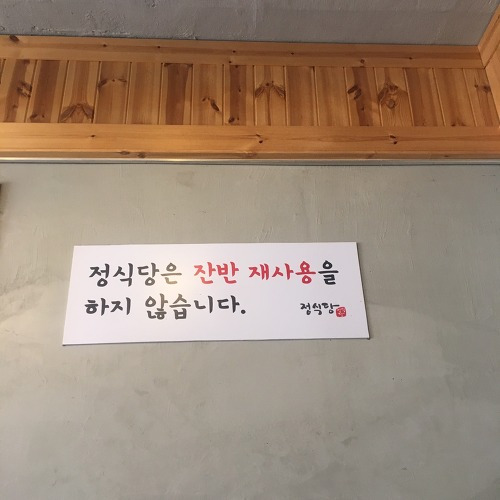 정식당은 잔반 재사용을
하지 않습니다.
정식당